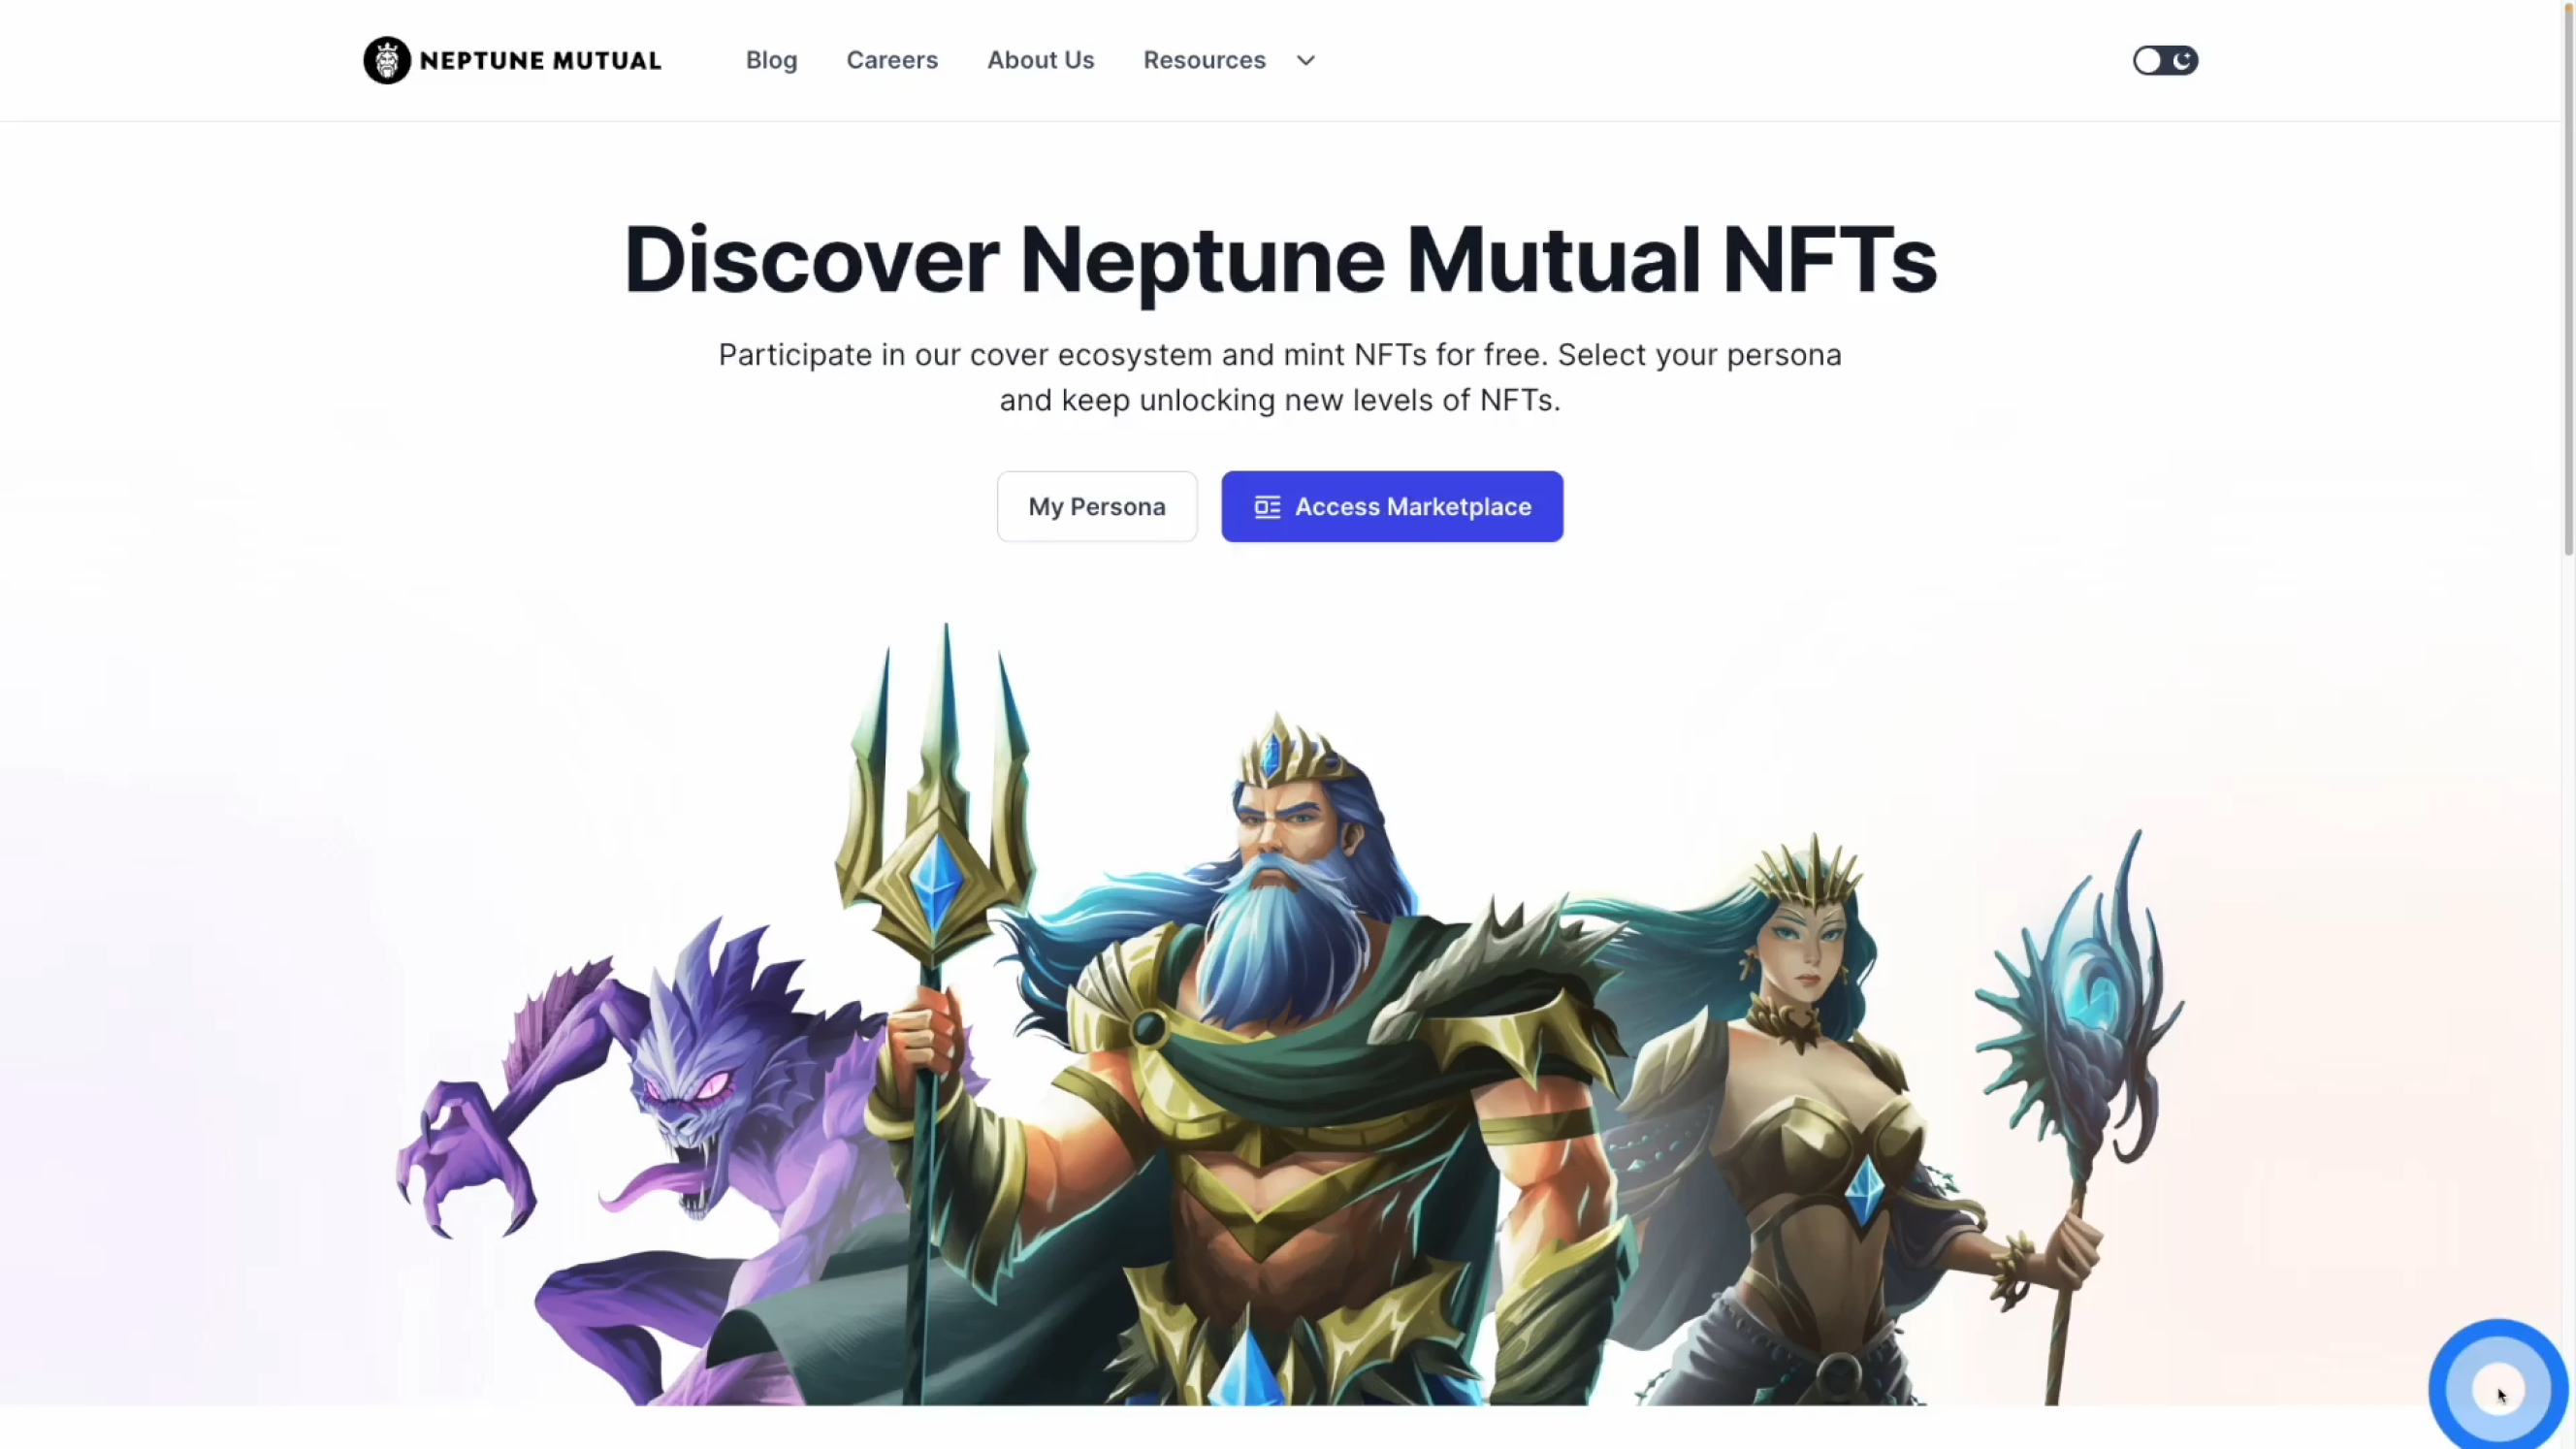 NEPTUNE MUTUAL
Blog
Careers
About Us
Resources
Discover Neptune Mutual NFTs
Participate in our cover ecosystem and mint NFTs for free. Select your persona
and keep unlocking new levels of NFTs.
My Persona
Access Marketplace